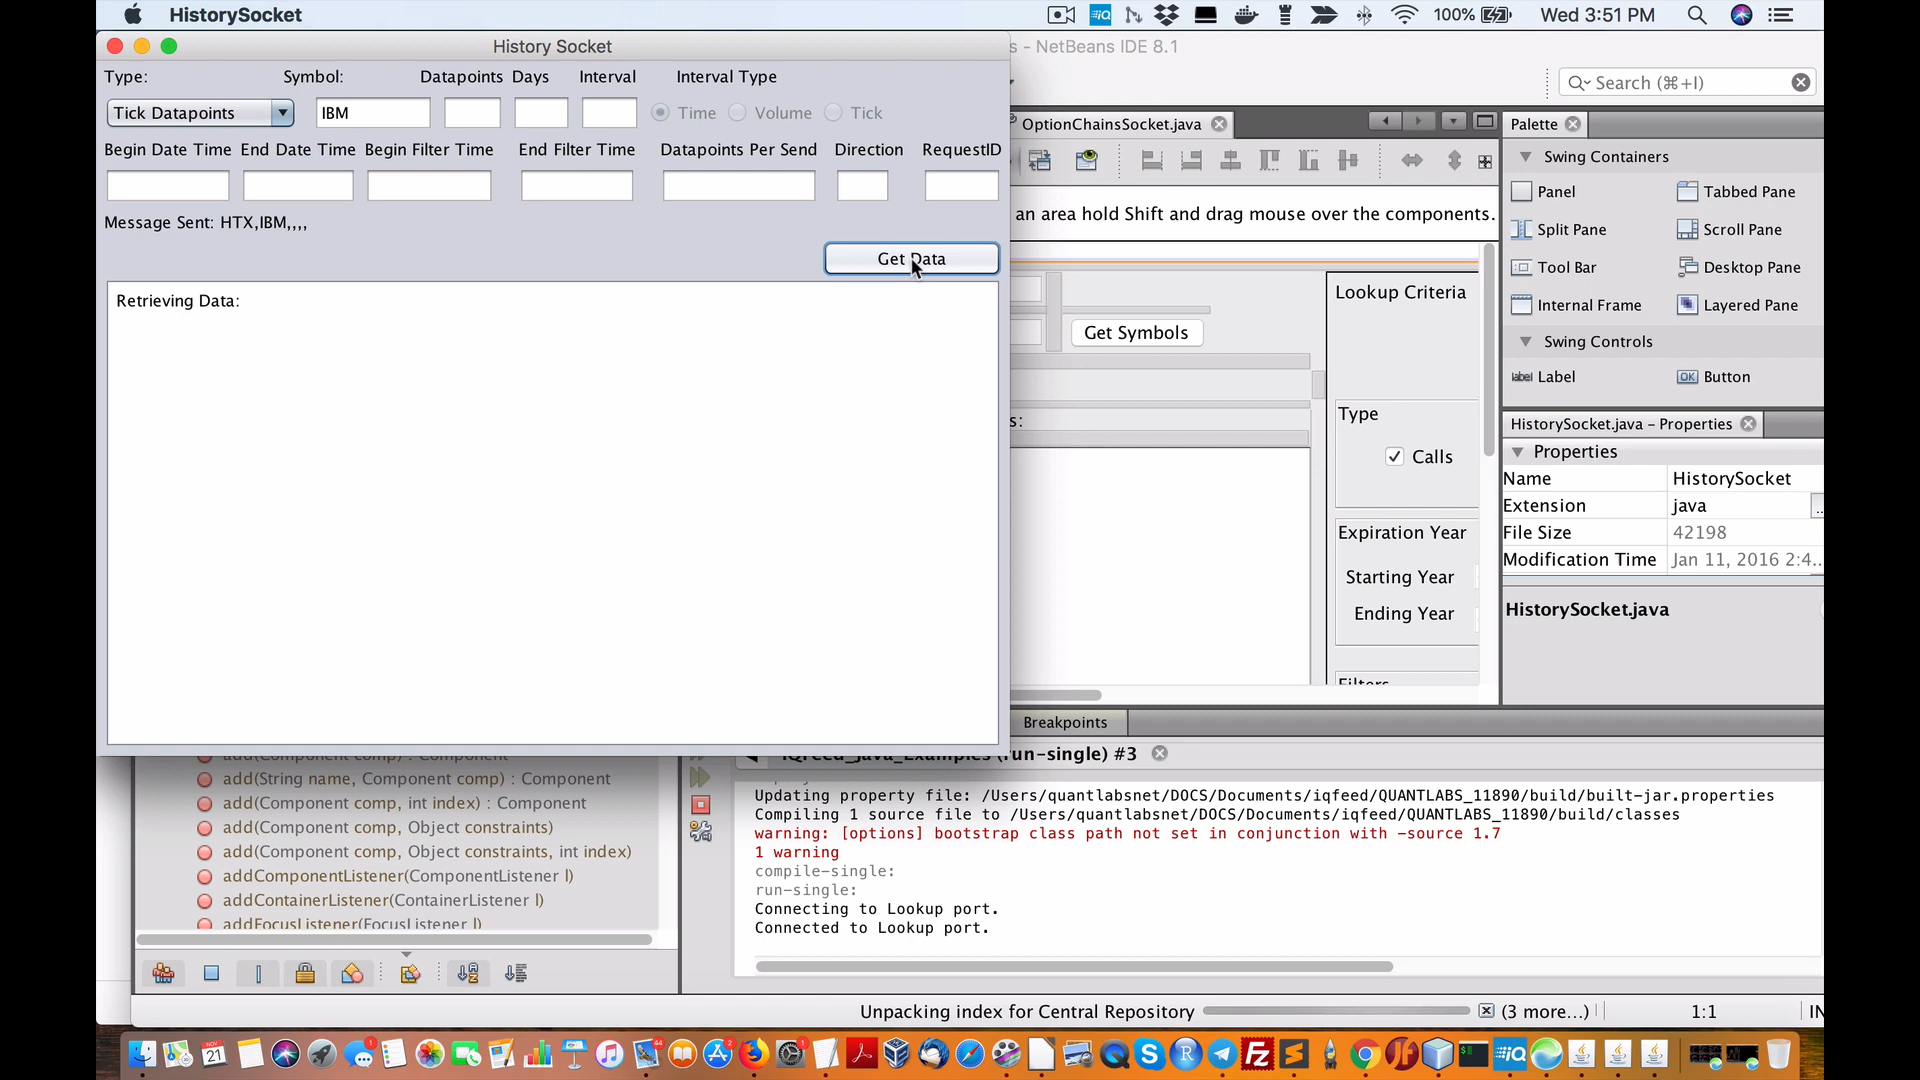 HistorySocket
100%
Wed 3:51 PM
History Socket
s - NetBeans IDE 8.1
Type:
Symbol:
Datapoints
Days
Interval
Interval Type
Tick Datapoints
IBM
Time
Volume
Tick
Begin Date Time
End Date Time
Begin Filter Time
End Filter Time
Datapoints Per Send
Direction
RequestID
Message Sent: HTX,IBM,,,,
Get Data
Retrieving Data:
Search (⌘+I)
OptionChainsSocket.java
Palette
Swing Containers
Panel
Tabbed Pane
Split Pane
Scroll Pane
Tool Bar
Desktop Pane
Internal Frame
Layered Pane
Swing Controls
Label
Button
an area hold Shift and drag mouse over the components.
Lookup Criteria
Get Symbols
Type
s:
Calls
Expiration Year
Starting Year
Ending Year
Filters
HistorySocket.java - Properties
Properties
Name HistorySocket
Extension java
File Size 42198
Modification Time Jan 11, 2016 2:4...
HistorySocket.java
Breakpoints
IQFeed_Java_Examples (run-single) #3
add(Component comp) : Component
add(String name, Component comp) : Component
add(Component comp, int index) : Component
add(Component comp, Object constraints)
add(Component comp, Object constraints, int index)
addComponentListener(ComponentListener l)
addContainerListener(ContainerListener l)
addFocusListener(FocusListener l)
Updating property file: /Users/quantlabsnet/DOCS/Documents/iqfeed/QUANTLABS_11890/build/built-jar.properties
Compiling 1 source file to /Users/quantlabsnet/DOCS/Documents/iqfeed/QUANTLABS_11890/build/classes
warning: [options] bootstrap class path not set in conjunction with -source 1.7
1 warning
compile-single:
run-single:
Connecting to Lookup port.
Connected to Lookup port.
Unpacking index for Central Repository
(3 more...)
1:1
IN
NOV
21